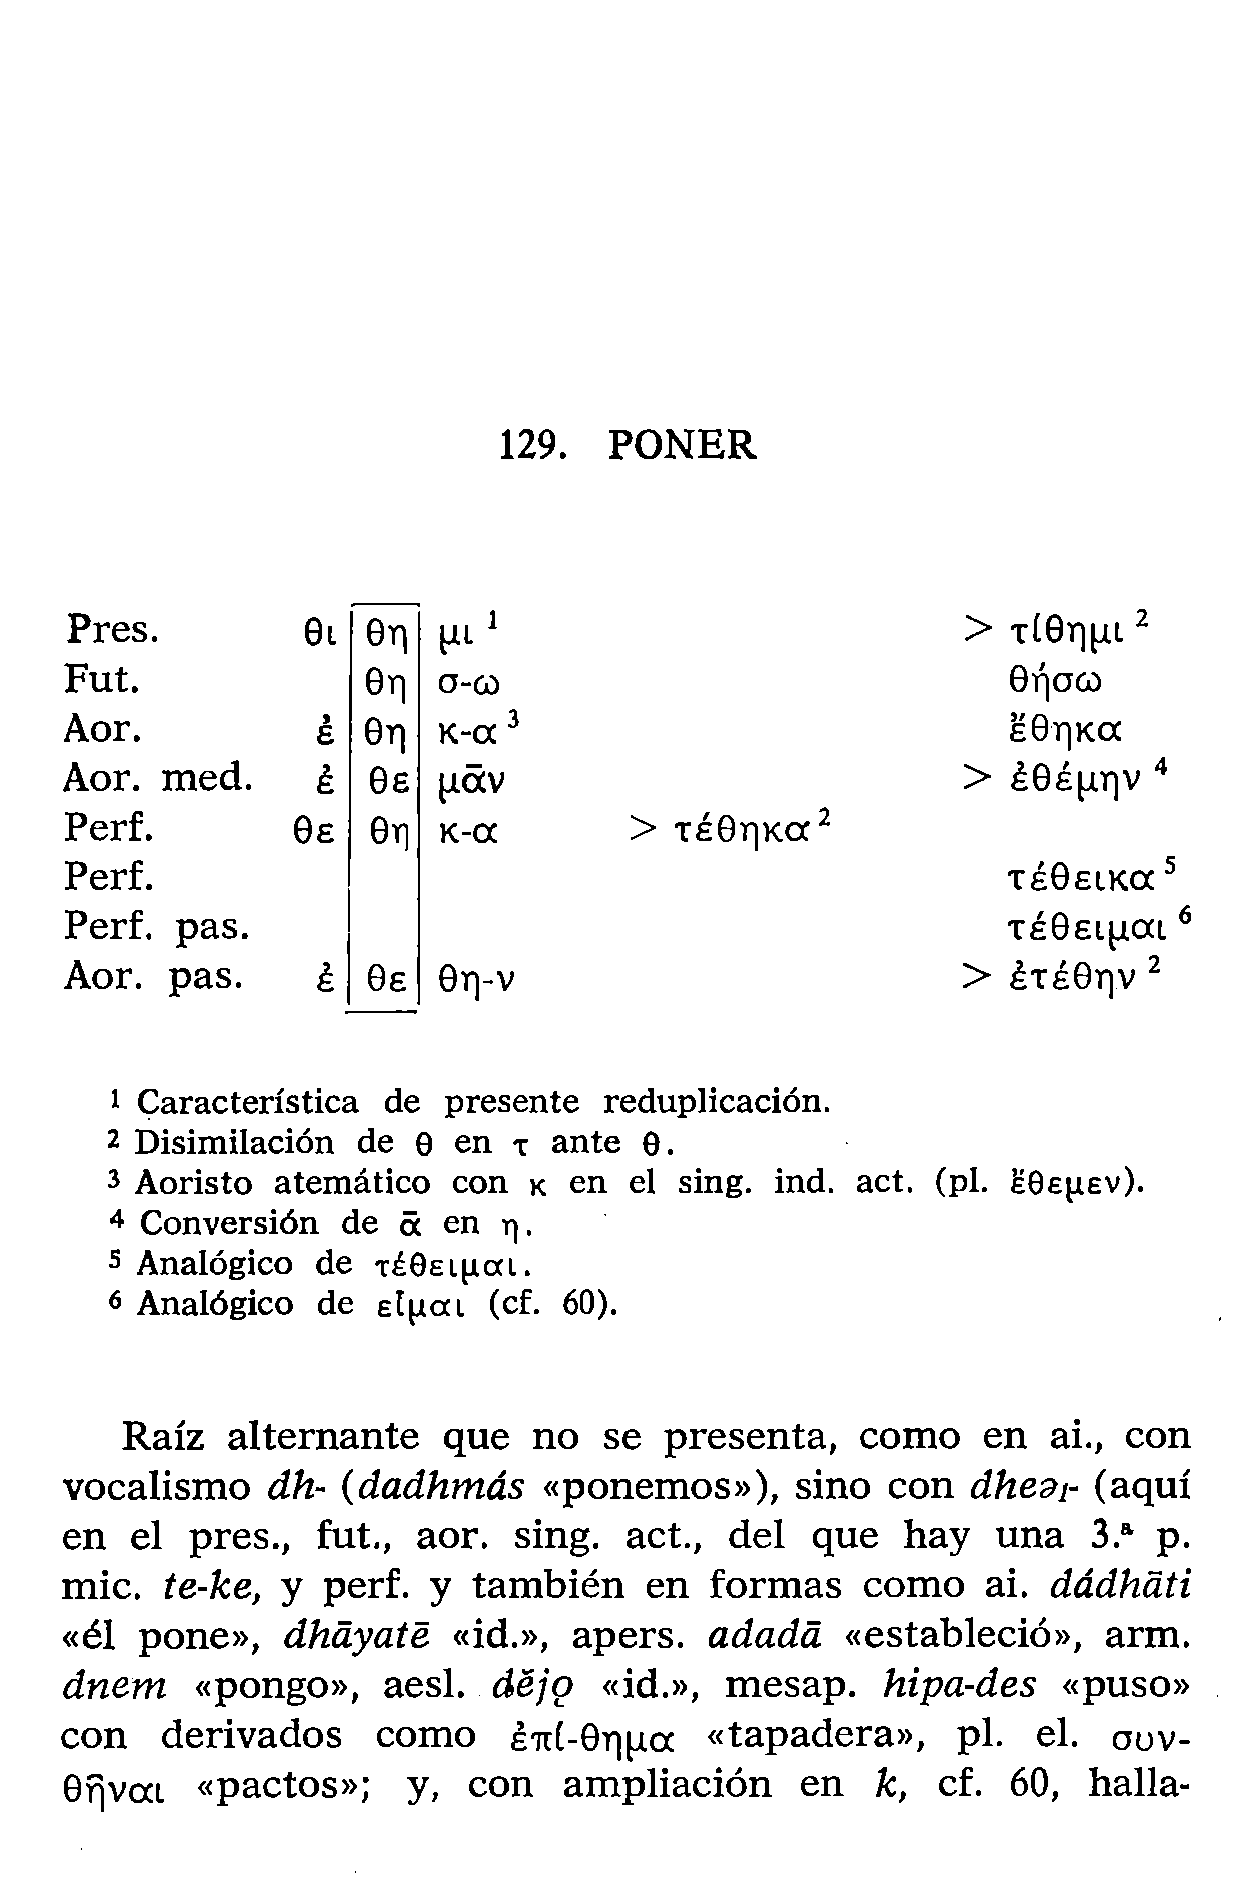 129. PONER
Pres. θι θη μι ¹ > τίθημι ²
Fut. θη σ-ω θήσω
Aor. ἐ θη κ-α ³ ἔθηκα
Aor. med. ἐ θε μᾱν > ἐθέμην ⁴
Perf. θε θη κ-α > τέθηκα ²
Perf. τέθεικα ⁵
Perf. pas. τέθειμαι ⁶
Aor. pas. ἐ θε θη-ν > ἐτέθην ²
¹ Característica de presente reduplicación.
² Disimilación de θ en τ ante θ.
³ Aoristo atemático con κ en el sing. ind. act. (pl. ἔθεμεν).
⁴ Conversión de ᾱ en η.
⁵ Analógico de τέθειμαι.
⁶ Analógico de εἷμαι (cf. 60).
Raíz alternante que no se presenta, como en ai., con
vocalismo dh- (dadhmás «ponemos»), sino con dheə₁- (aquí
en el pres., fut., aor. sing. act., del que hay una 3.ª p.
mic. te-ke, y perf. y también en formas como ai. dádhāti
«él pone», dhāyatē «id.», apers. adadā «estableció», arm.
dnem «pongo», aesl. dějǫ «id.», mesap. hipa-des «puso»
con derivados como ἐπί-θημα «tapadera», pl. el. συν-
θῆναι «pactos»; y, con ampliación en k, cf. 60, halla-